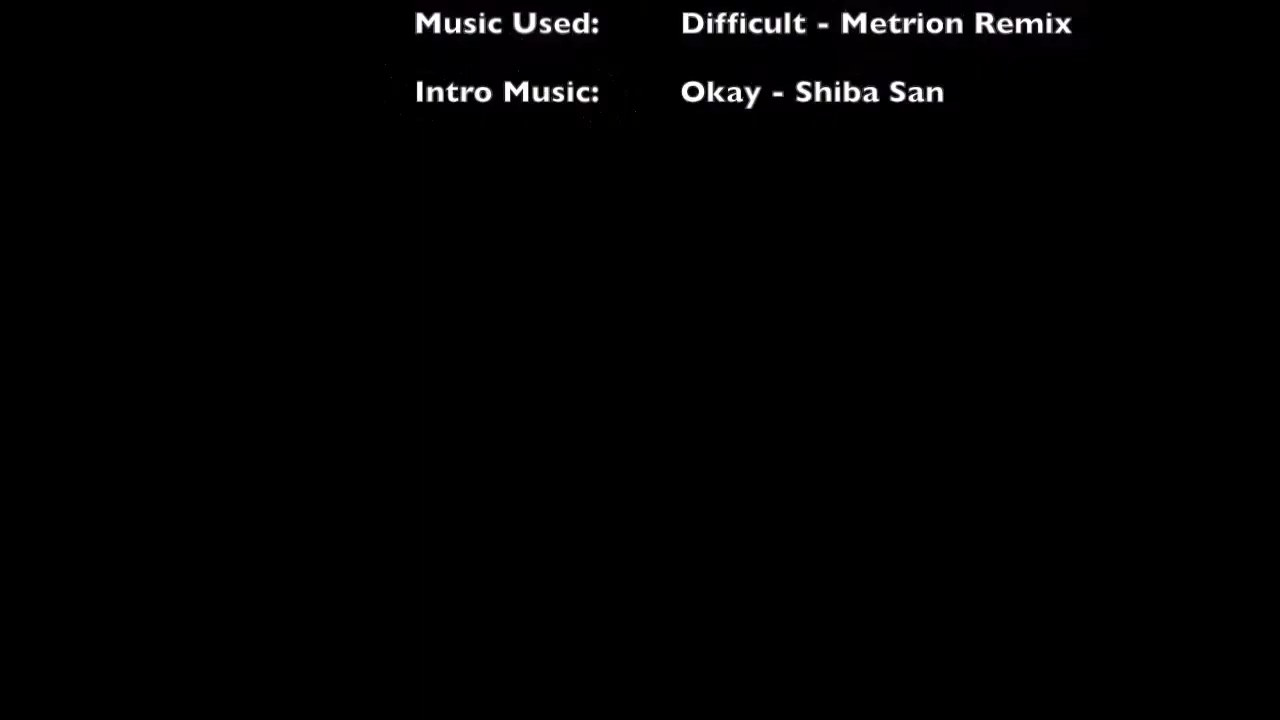 Music Used: Difficult - Metrion Remix
Intro Music: Okay - Shiba San